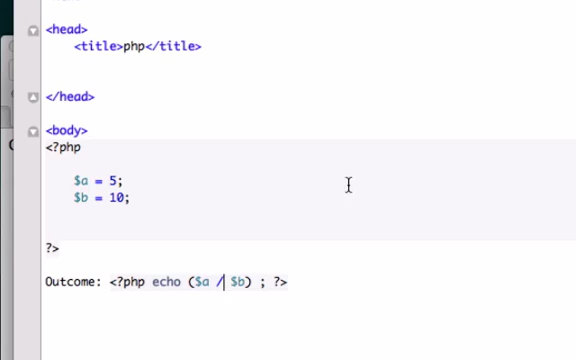 <head>
<title>php</title>
</head>
<body>
<?php
$a = 5;
$b = 10;
?>
Outcome: <?php echo ($a / $b) ; ?>